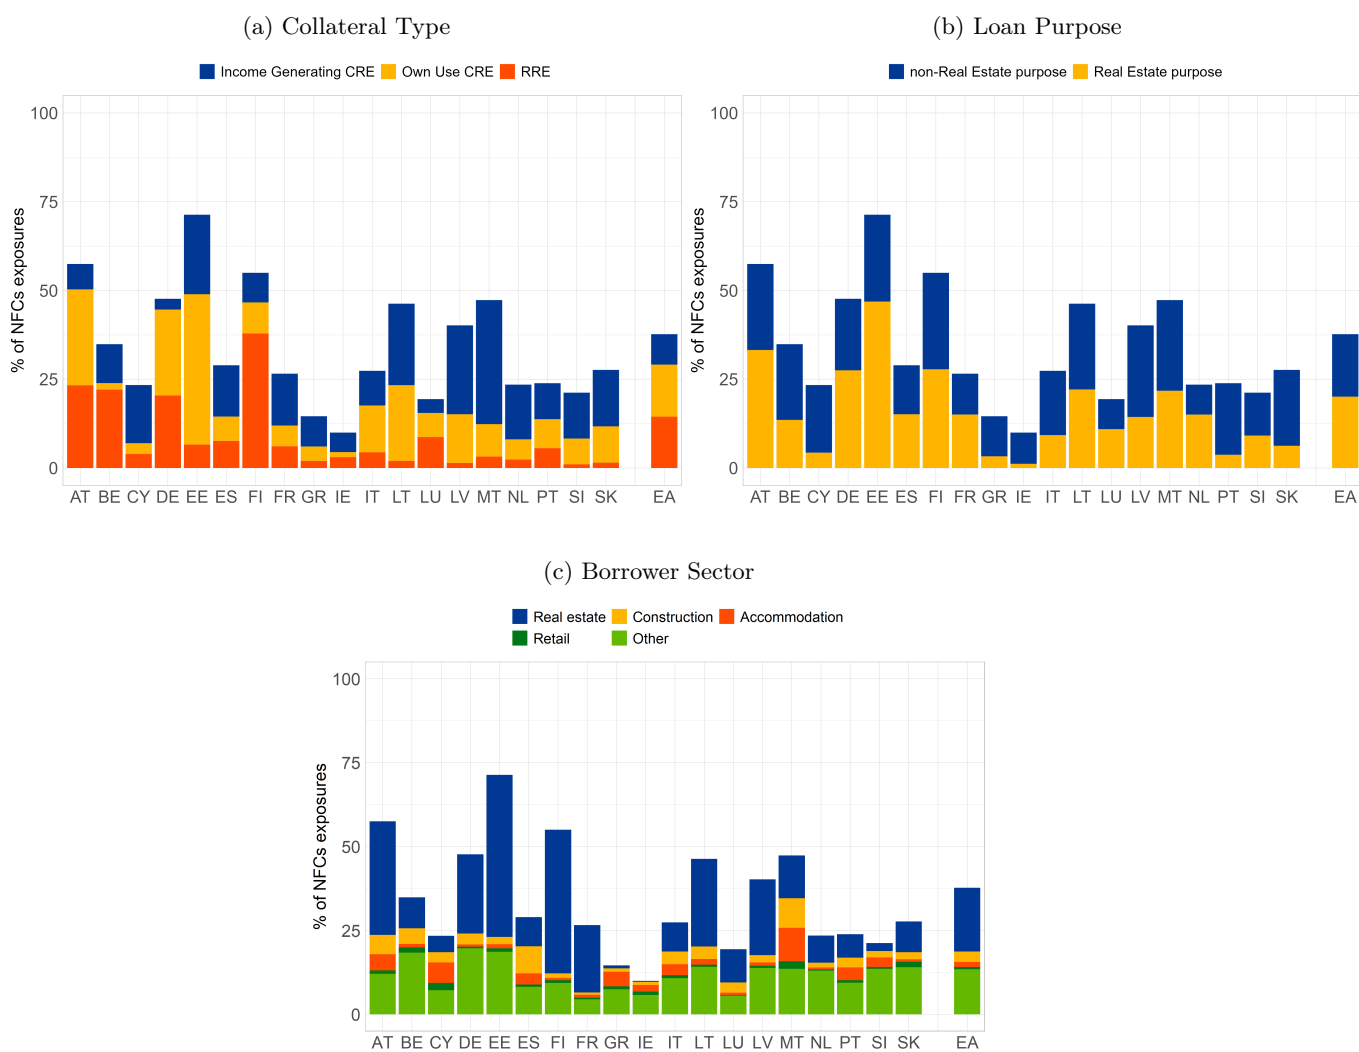 (a) Collateral Type
Income Generating CRE Own Use CRE RRE
100
75
50
25
0
% of NFCs exposures
AT BE CY DE EE ES FI FR GR IE IT LT LU LV MT NL PT SI SK EA
(b) Loan Purpose
non-Real Estate purpose Real Estate purpose
100
75
50
25
0
% of NFCs exposures
AT BE CY DE EE ES FI FR GR IE IT LT LU LV MT NL PT SI SK EA
(c) Borrower Sector
Real estate Construction Accommodation
Retail Other
100
75
50
25
0
% of NFCs exposures
AT BE CY DE EE ES FI FR GR IE IT LT LU LV MT NL PT SI SK EA